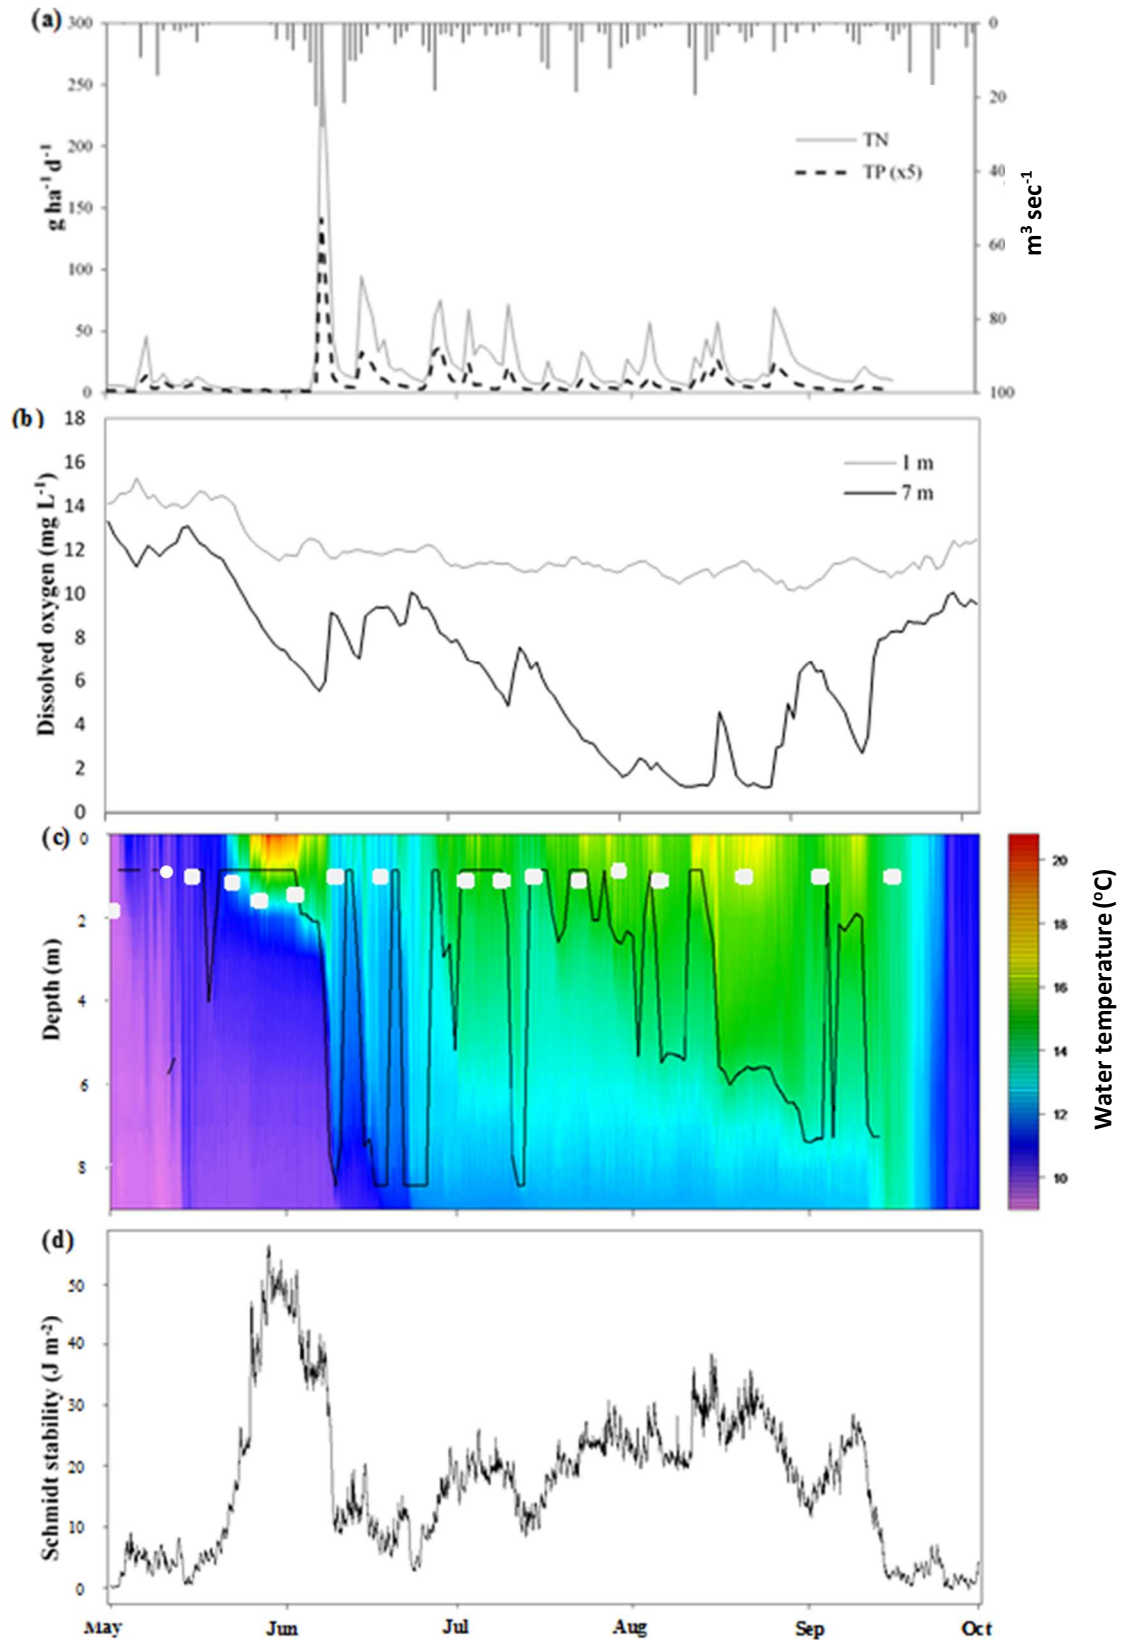 (a)
300
250
200
150
100
50
0
g ha⁻¹ d⁻¹
0
20
40
60
80
100
m³ sec⁻¹
TN
TP (x5)
(b)
18
16
14
12
10
8
6
4
2
0
Dissolved oxygen (mg L⁻¹)
1 m
7 m
(c)
0
2
4
6
8
Depth (m)
20
18
16
14
12
10
Water temperature (⁰C)
(d)
50
40
30
20
10
0
Schmidt stability (J m⁻²)
May Jun Jul Aug Sep Oct